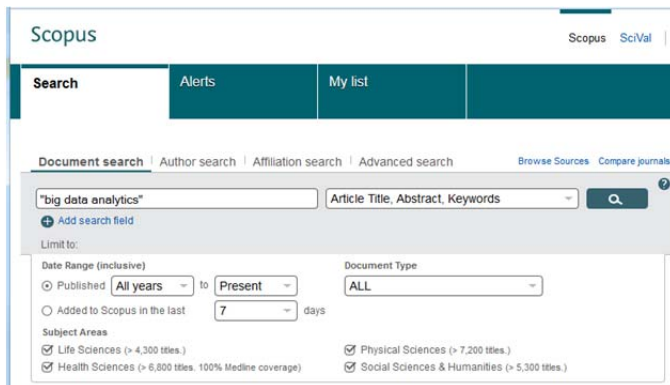 Scopus
Scopus SciVal
Search Alerts My list
Document search Author search Affiliation search Advanced search Browse Sources Compare journals
"big data analytics" Article Title, Abstract, Keywords
?
Add search field
Limit to:
Date Range (inclusive) Document Type
Published All years to Present ALL
Added to Scopus in the last 7 days
Subject Areas
Life Sciences (> 4,300 titles.) Physical Sciences (> 7,200 titles.)
Health Sciences (> 6,800 titles. 100% Medline coverage) Social Sciences & Humanities (> 5,300 titles.)